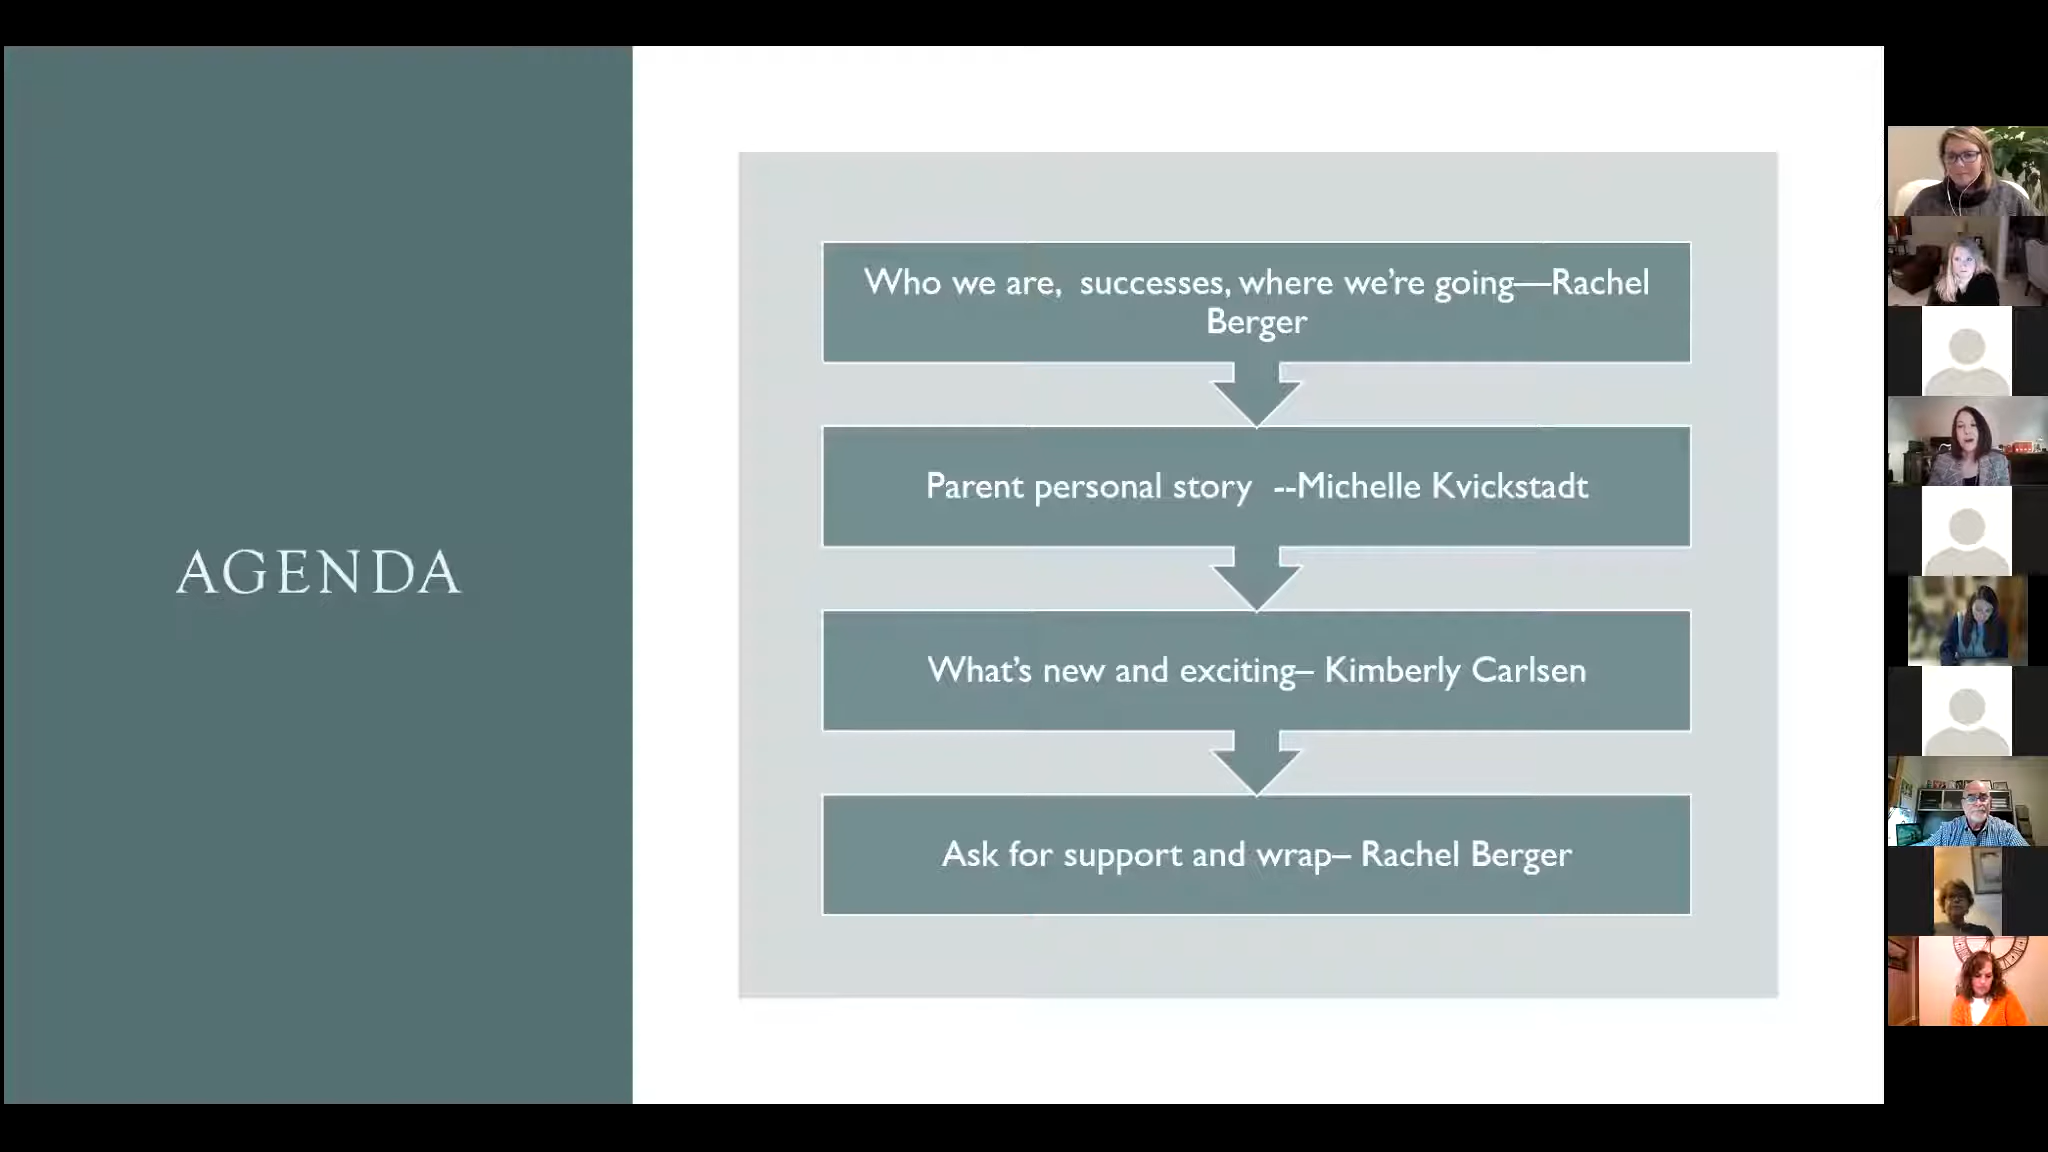 AGENDA
Who we are,  successes, where we’re going—Rachel
Berger
Parent personal story  --Michelle Kvickstadt
What’s new and exciting– Kimberly Carlsen
Ask for support and wrap– Rachel Berger